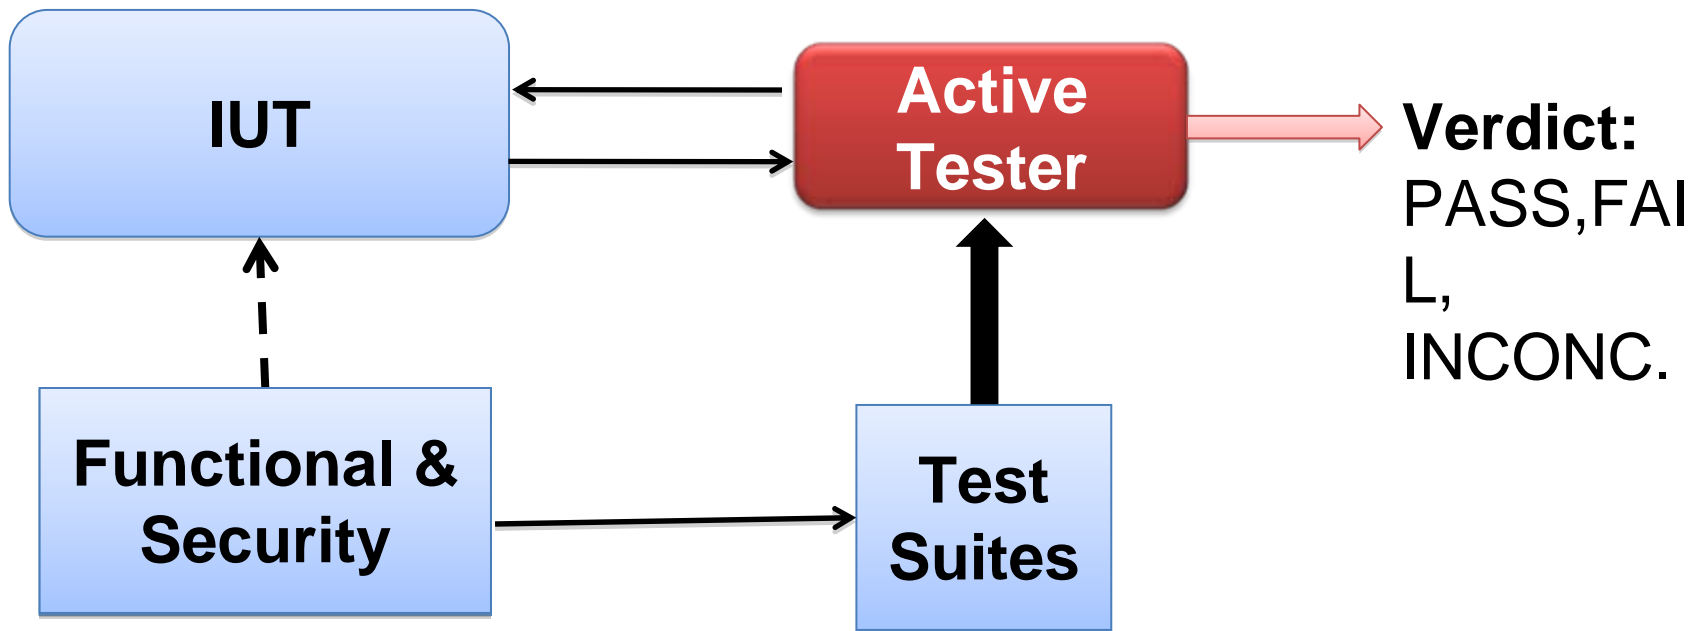 IUT
Active
Tester
Verdict:
PASS,FAI
L,
INCONC.
Functional &
Security
Test
Suites